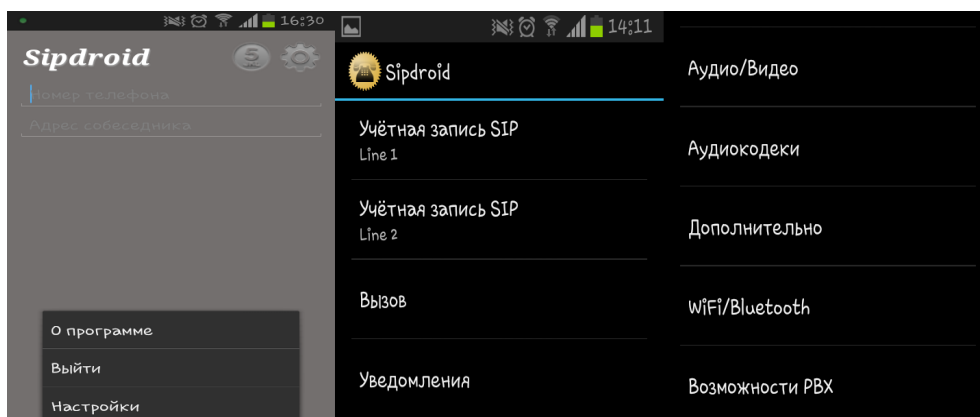 16:30
Sipdroid
Номер телефона
Адрес собеседника
О программе
Выйти
Настройки
14:11
Sipdroid
Учётная запись SIP
Line 1
Учётная запись SIP
Line 2
Вызов
Уведомления
Аудио/Видео
Аудиокодеки
Дополнительно
WiFi/Bluetooth
Возможности PBX